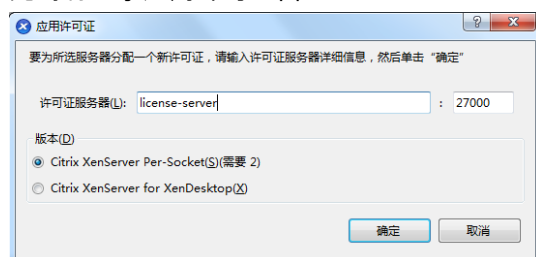 应用许可证
要为所选服务器分配一个新许可证，请输入许可证服务器详细信息，然后单击“确定”
许可证服务器(L): license-server : 27000
版本(D)
Citrix XenServer Per-Socket(S)(需要 2)
Citrix XenServer for XenDesktop(X)
确定 取消